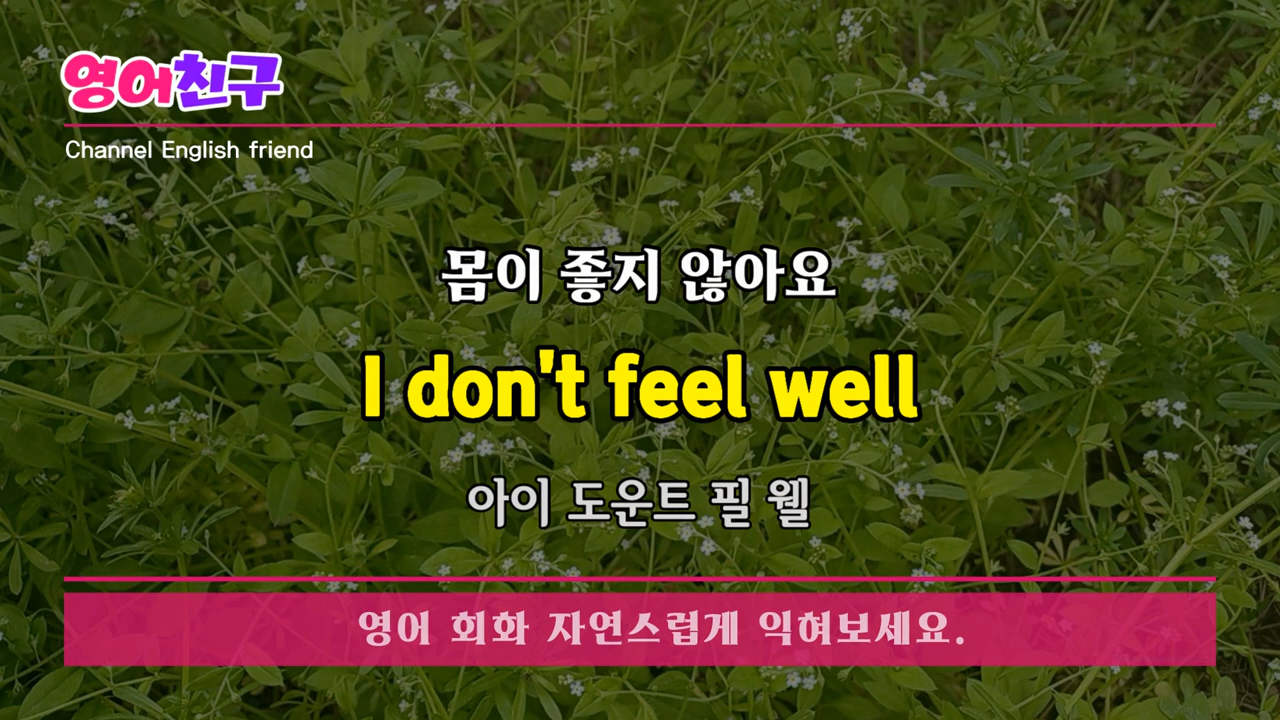 영어친구
Channel English friend
몸이 좋지 않아요
I don't feel well
아이 도운트 필 웰
영어 회화 자연스럽게 익혀보세요.